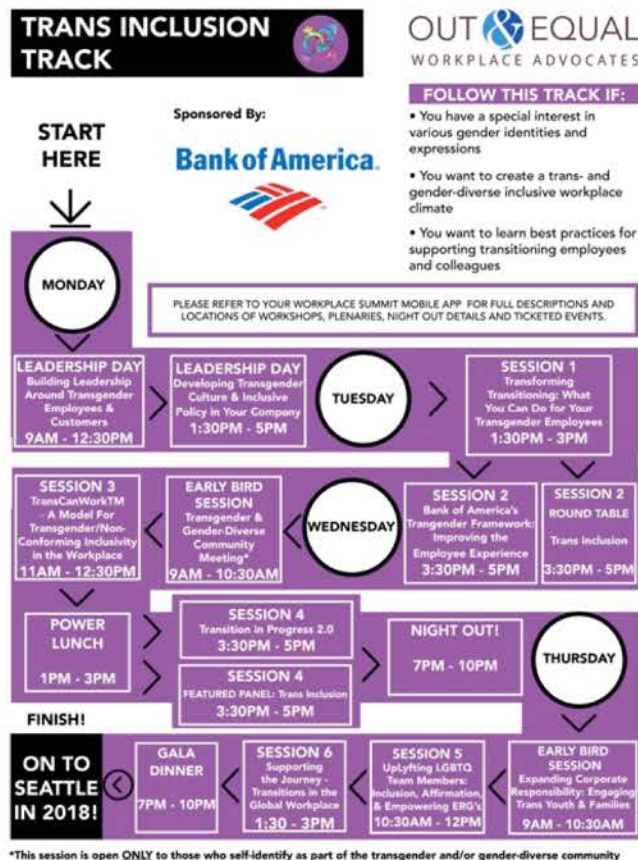 TRANS INCLUSION
TRACK
OUT & EQUAL
WORKPLACE ADVOCATES
START
HERE
Sponsored By:
Bank of America
FOLLOW THIS TRACK IF:
• You have a special interest in
various gender identities and
expressions
• You want to create a trans- and
gender-diverse inclusive workplace
climate
• You want to learn best practices for
supporting transitioning employees
and colleagues
MONDAY
PLEASE REFER TO YOUR WORKPLACE SUMMIT MOBILE APP FOR FULL DESCRIPTIONS AND
LOCATIONS OF WORKSHOPS, PLENARIES, NIGHT OUT DETAILS AND TICKETED EVENTS.
LEADERSHIP DAY
Building Leadership
Around Transgender
Employees &
Customers
9AM - 12:30PM
LEADERSHIP DAY
Developing Transgender
Culture & Inclusive
Policy in Your Company
1:30PM - 5PM
TUESDAY
SESSION 1
Transforming
Transitioning: What
You Can Do for Your
Transgender Employees
1:30PM - 3PM
SESSION 2
Bank of America's
Trangender Framework:
Improving the
Employee Experience
3:30PM - 5PM
SESSION 2
ROUND TABLE
Trans Inclusion
3:30PM - 5PM
WEDNESDAY
EARLY BIRD
SESSION
Transgender &
Gender-Diverse
Community
Meeting*
9AM - 10:30AM
SESSION 3
TransCanWorkTM
- A Model For
Transgender/Non-
Conforming Inclusivity
in the Workplace
11AM - 12:30PM
POWER
LUNCH
1PM - 3PM
SESSION 4
Transition in Progress 2.0
3:30PM - 5PM
SESSION 4
FEATURED PANEL: Trans Inclusion
3:30PM - 5PM
NIGHT OUT!
7PM - 10PM
THURSDAY
EARLY BIRD
SESSION
Expanding Corporate
Responsibility: Engaging
Trans Youth & Families
9AM - 10:30AM
SESSION 5
UpLyfting LGBTQ
Team Members:
Inclusion, Affirmation,
& Empowering ERG's
10:30AM - 12PM
SESSION 6
Supporting
the Journey -
Transitions in the
Global Workplace
1:30 - 3PM
GALA
DINNER
7PM - 10PM
FINISH!
ON TO
SEATTLE
IN 2018!
*This session is open ONLY to those who self-identify as part of the transgender and/or gender-diverse community